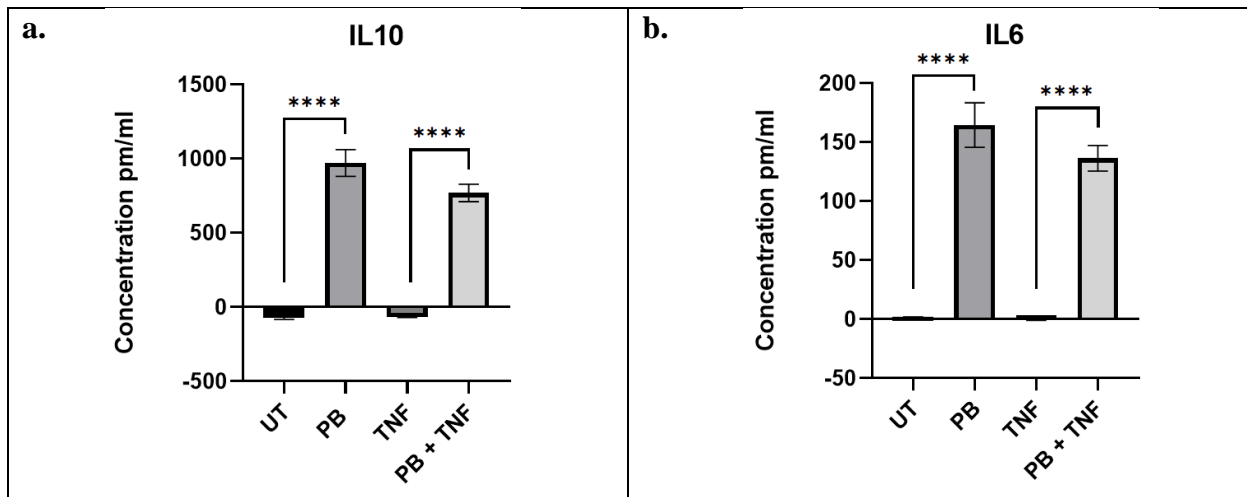 a.
IL10
Concentration pm/ml
1500
1000
500
0
-500
****
****
UT
PB
TNF
PB + TNF
b.
IL6
Concentration pm/ml
200
150
100
50
0
-50
****
****
UT
PB
TNF
PB + TNF